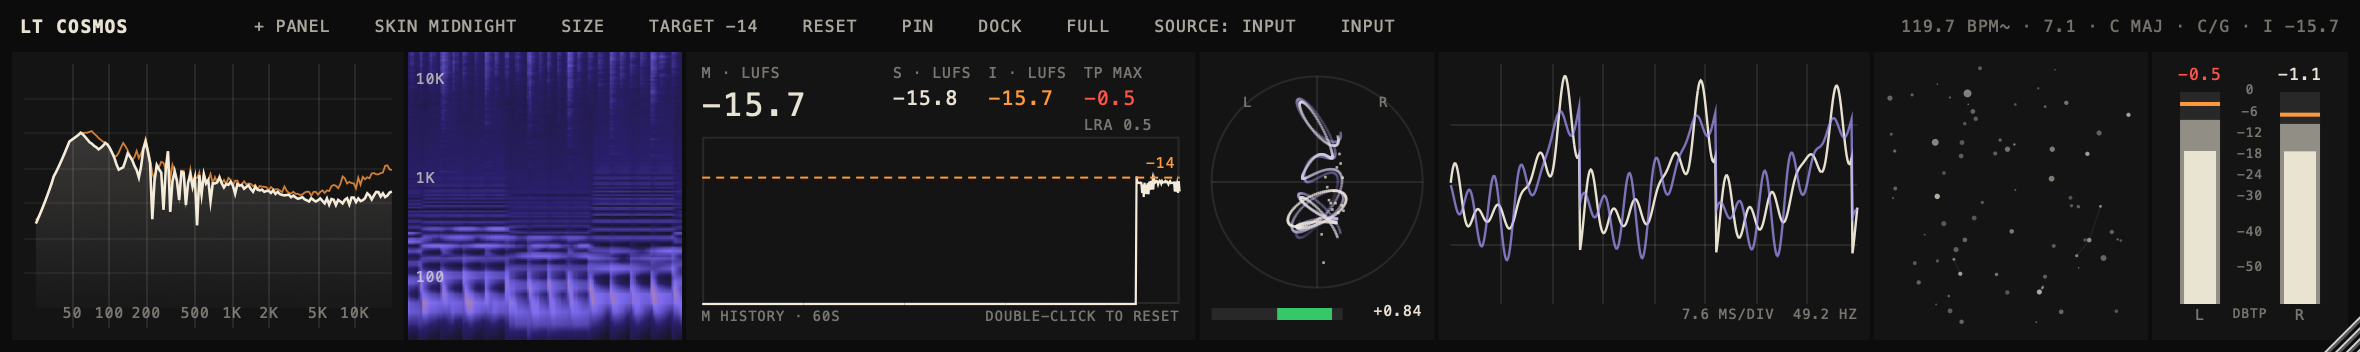 LT COSMOS + PANEL SKIN MIDNIGHT SIZE TARGET −14 RESET PIN DOCK FULL SOURCE: INPUT INPUT 119.7 BPM~ · 7.1 · C MAJ · C/G · I −15.7
50 100 200 500 1K 2K 5K 10K
10K
1K
100
M · LUFS S · LUFS I · LUFS TP MAX
−15.7 −15.8 −15.7 −0.5
LRA 0.5
−14
M HISTORY · 60S DOUBLE−CLICK TO RESET
L R
+0.84
7.6 MS/DIV 49.2 HZ
−0.5 −1.1
0
−6
−12
−18
−24
−30
−40
−50
L DBTP R